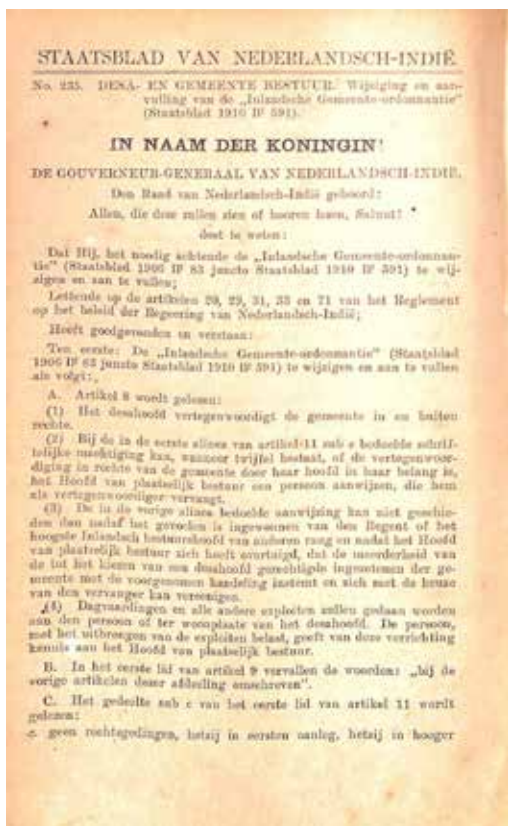 STAATSBLAD VAN NEDERLANDSCH-INDIË.
No. 235. DESA- EN GEMEENTE BESTUUR. Wijziging en aan-
vulling van de „Inlandsche Gemeente-ordonnantie"
(Staatsblad 1910 Nº 591).
IN NAAM DER KONINGIN!
DE GOUVERNEUR-GENERAAL VAN NEDERLANDSCH-INDIË,
Den Raad van Nederlandsch-Indië gehoord:
Allen, die deze zullen zien of hooren lezen, Saluut!
doet te weten:
Dat Hij, het noodig achtende de „Inlandsche Gemeente-ordonnan-
tie" (Staatsblad 1906 Nº 83 juncto Staatsblad 1910 Nº 591) te wij-
zigen en aan te vullen;
Lettende op de artikelen 20, 29, 31, 33 en 71 van het Reglement
op het beleid der Regeering van Nederlandsch-Indië;
Heeft goedgevonden en verstaan:
Ten eerste: De „Inlandsche Gemeente-ordonnantie" (Staatsblad
1906 Nº 83 juncto Staatsblad 1910 Nº 591) te wijzigen en aan te vullen
als volgt:
A. Artikel 8 wordt gelezen:
(1) Het desahoofd vertegenwoordigt de gemeente in en buiten
rechte.
(2) Bij de in de eerste alinea van artikel 11 sub c bedoelde schrif-
telijke machtiging kan, wanneer twijfel bestaat, of de vertegenwoor-
diging in rechte van de gemeente door haar hoofd in haar belang is,
het Hoofd van plaatselijk bestuur een persoon aanwijzen, die hem
als vertegenwoordiger vervangt.
(3) De in de vorige alinea bedoelde aanwijzing kan niet geschie-
den dan nadat het gevoelen is ingewonnen van den Regent of het
hoogste Inlandsch bestuurshoofd van anderen rang en nadat het Hoofd
van plaatselijk bestuur zich heeft overtuigd, dat de meerderheid van
de tot het kiezen van een desahoofd gerechtigde ingezetenen der ge-
meente met de voorgenomen handeling instemt en zich met de keuze
van den vervanger kan vereenigen.
(4) Dagvaardingen en alle andere exploiten zullen gedaan worden
aan den persoon of ter woonplaats van het desahoofd. De persoon,
met het uitbrengen van de exploiten belast, geeft van deze verrichting
kennis aan het Hoofd van plaatselijk bestuur.
B. In het eerste lid van artikel 9 vervallen de woorden: „bij de
vorige artikelen dezer afdeeling omschreven".
C. Het gedeelte sub c van het eerste lid van artikel 11 wordt
gelezen:
c. geen rechtsgedingen, hetzij in eersten aanleg, hetzij in hooger